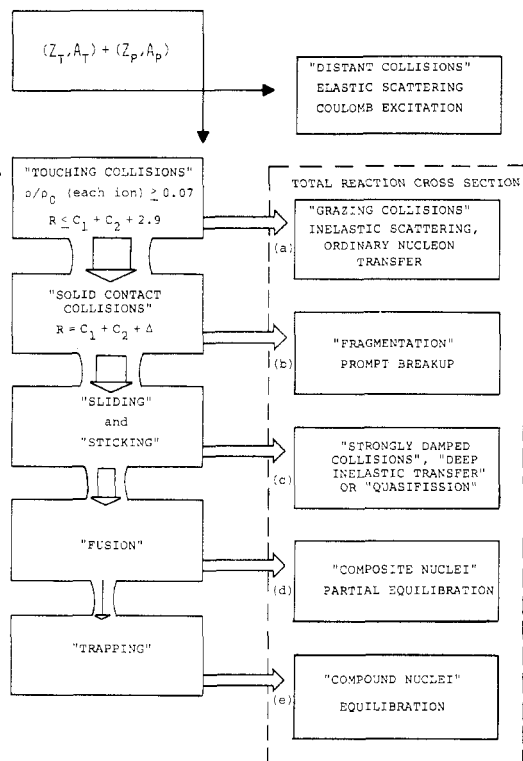 (Z_T,A_T) + (Z_P,A_P)
"DISTANT COLLISIONS"
ELASTIC SCATTERING
COULOMB EXCITATION
"TOUCHING COLLISIONS"
ρ/ρ_0 (each ion) ≥ 0.07
R ≤ C_1 + C_2 + 2.9
TOTAL REACTION CROSS SECTION
(a)
"GRAZING COLLISIONS"
INELASTIC SCATTERING,
ORDINARY NUCLEON
TRANSFER
"SOLID CONTACT
COLLISIONS"
R = C_1 + C_2 + Δ
(b)
"FRAGMENTATION"
PROMPT BREAKUP
"SLIDING"
and
"STICKING"
(c)
"STRONGLY DAMPED
COLLISIONS", "DEEP
INELASTIC TRANSFER"
OR "QUASIFISSION"
"FUSION"
(d)
"COMPOSITE NUCLEI"
PARTIAL EQUILIBRATION
"TRAPPING"
(e)
"COMPOUND NUCLEI"
EQUILIBRATION